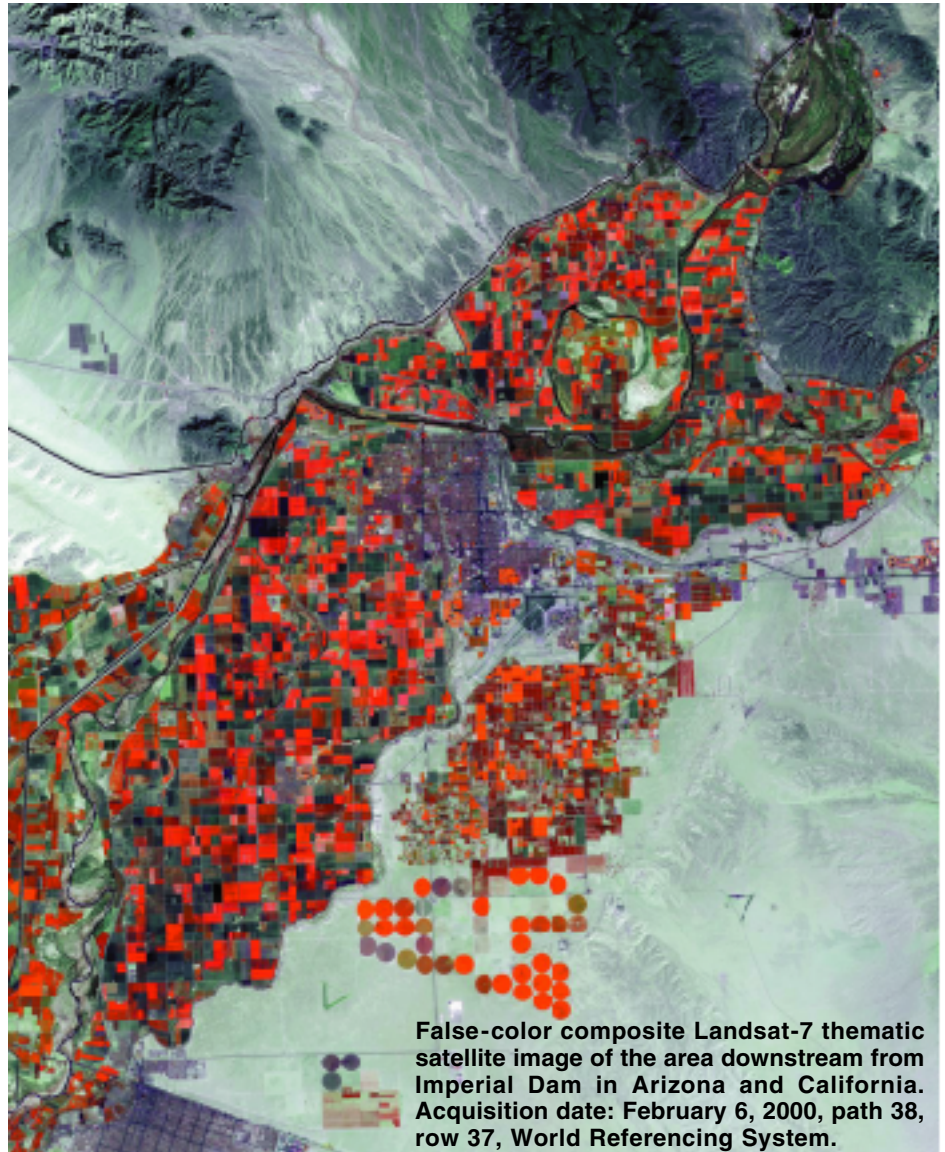 False-color composite Landsat-7 thematic
satellite image of the area downstream from
Imperial Dam in Arizona and California.
Acquisition date: February 6, 2000, path 38,
row 37, World Referencing System.